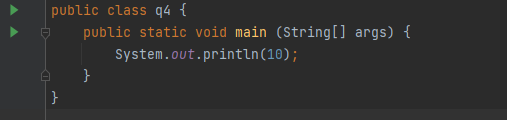 public class q4 {
    public static void main (String[] args) {
        System.out.println(10);
    }
}